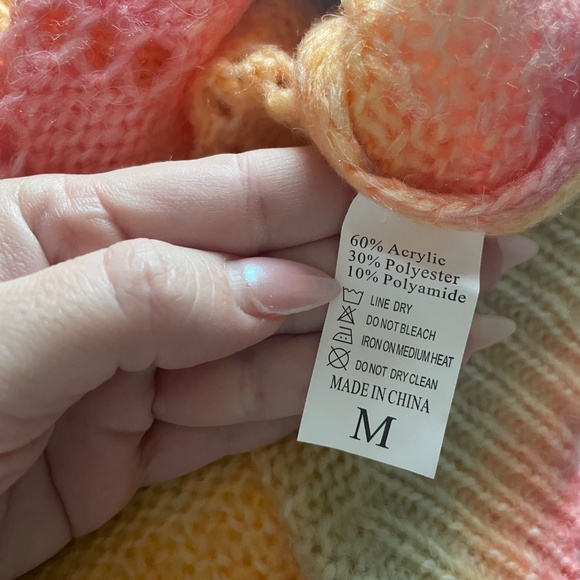 60% Acrylic
30% Polyester
10% Polyamide
LINE DRY
DO NOT BLEACH
IRON ON MEDIUM HEAT
DO NOT DRY CLEAN
MADE IN CHINA
M